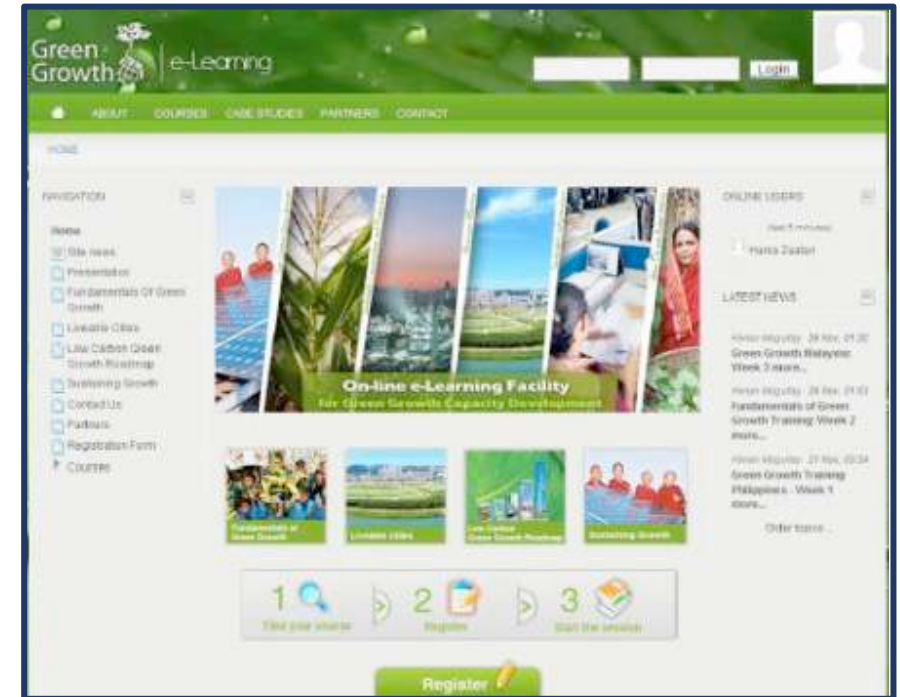 Green
Growth
e-Learning
Login
ABOUT COURSES CASE STUDIES PARTNERS CONTACT
HOME
NAVIGATION
Home
Site news
Presentation
Fundamentals Of Green
Growth
Liveable Cities
Low Carbon Green
Growth Roadmap
Sustaining Growth
Contact Us
Partners
Registration Form
Courses
On-line e-Learning Facility
for Green Growth Capacity Development
Fundamentals of
Green Growth
Liveable Cities
Low Carbon
Green Growth Roadmap
Sustaining Growth
1
Find your course
2
Register
3
Start the session
Register
ONLINE USERS
(last 5 minutes)
LATEST NEWS
Green Growth Malaysia:
Week 3 more...
Fundamentals of Green
Growth Training: Week 2
more...
Green Growth Training
Philippines - Week 1
more...
Older topics ...